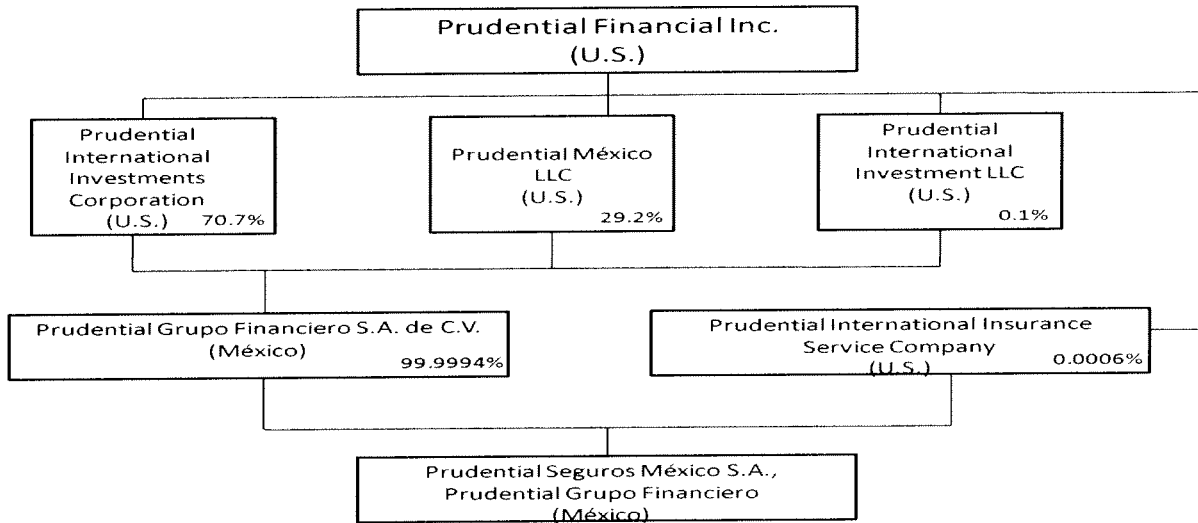 Prudential Financial Inc.
(U.S.)
Prudential
International
Investments
Corporation
(U.S.) 70.7%
Prudential México
LLC
(U.S.)
29.2%
Prudential
International
Investment LLC
(U.S.)
0.1%
Prudential Grupo Financiero S.A. de C.V.
(México)
99.9994%
Prudential International Insurance
Service Company
(U.S.) 0.0006%
Prudential Seguros México S.A.,
Prudential Grupo Financiero
(México)